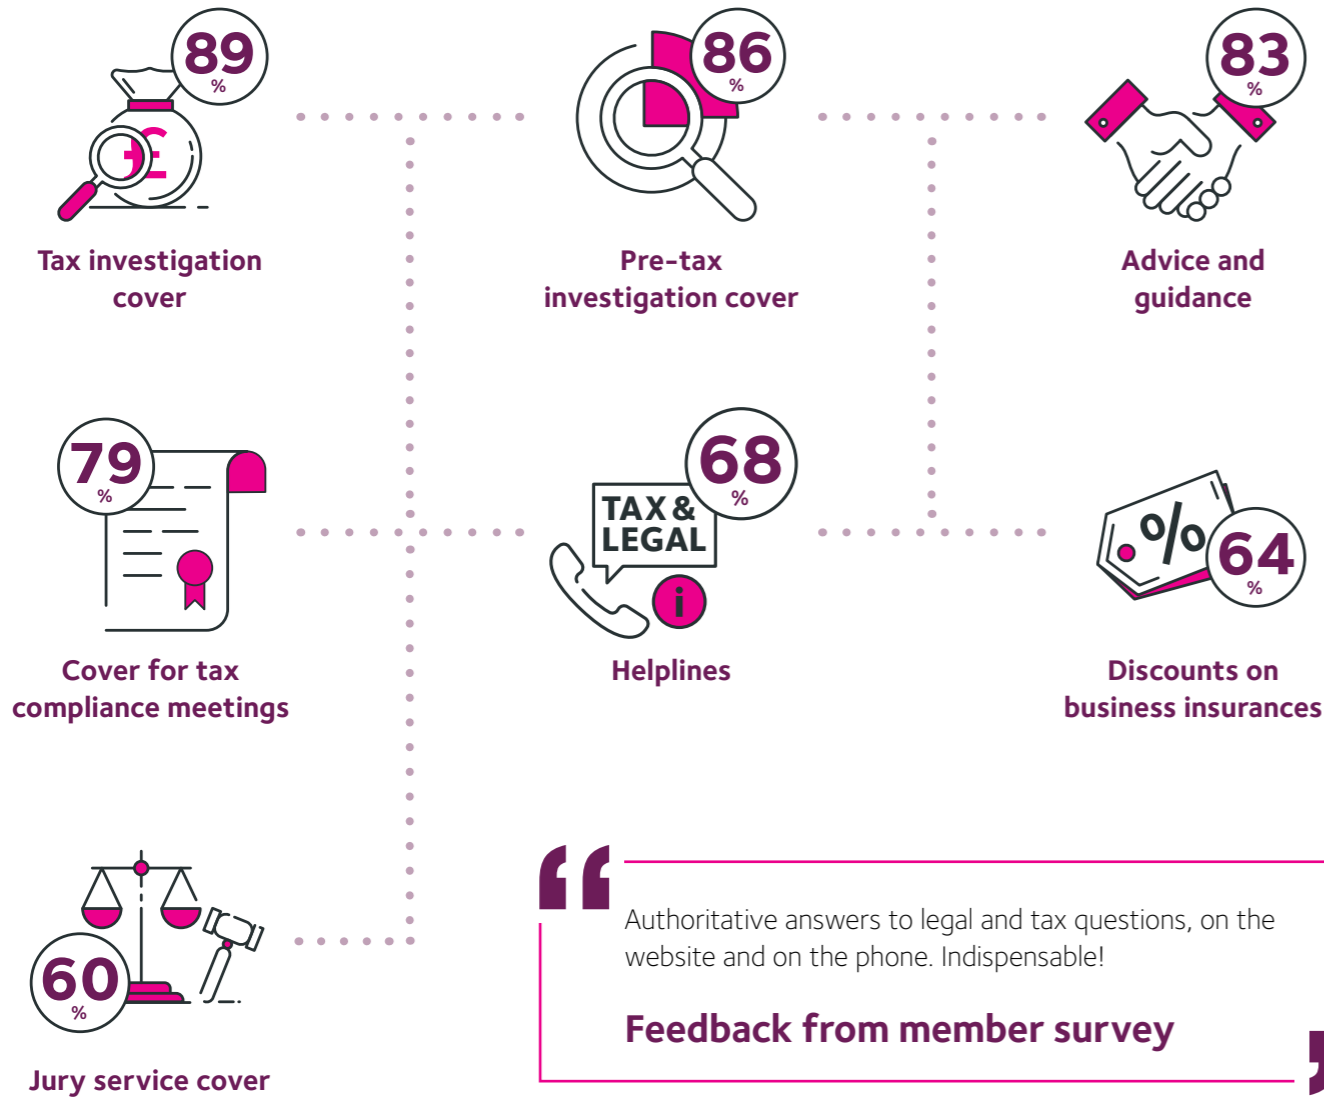 89
%
Tax investigation
cover
86
%
Pre-tax
investigation cover
83
%
Advice and
guidance
79
%
Cover for tax
compliance meetings
68
%
TAX &
LEGAL
i
Helplines
%
64
%
Discounts on
business insurances
£
60
%
Jury service cover
“
Authoritative answers to legal and tax questions, on the
website and on the phone. Indispensable!
Feedback from member survey